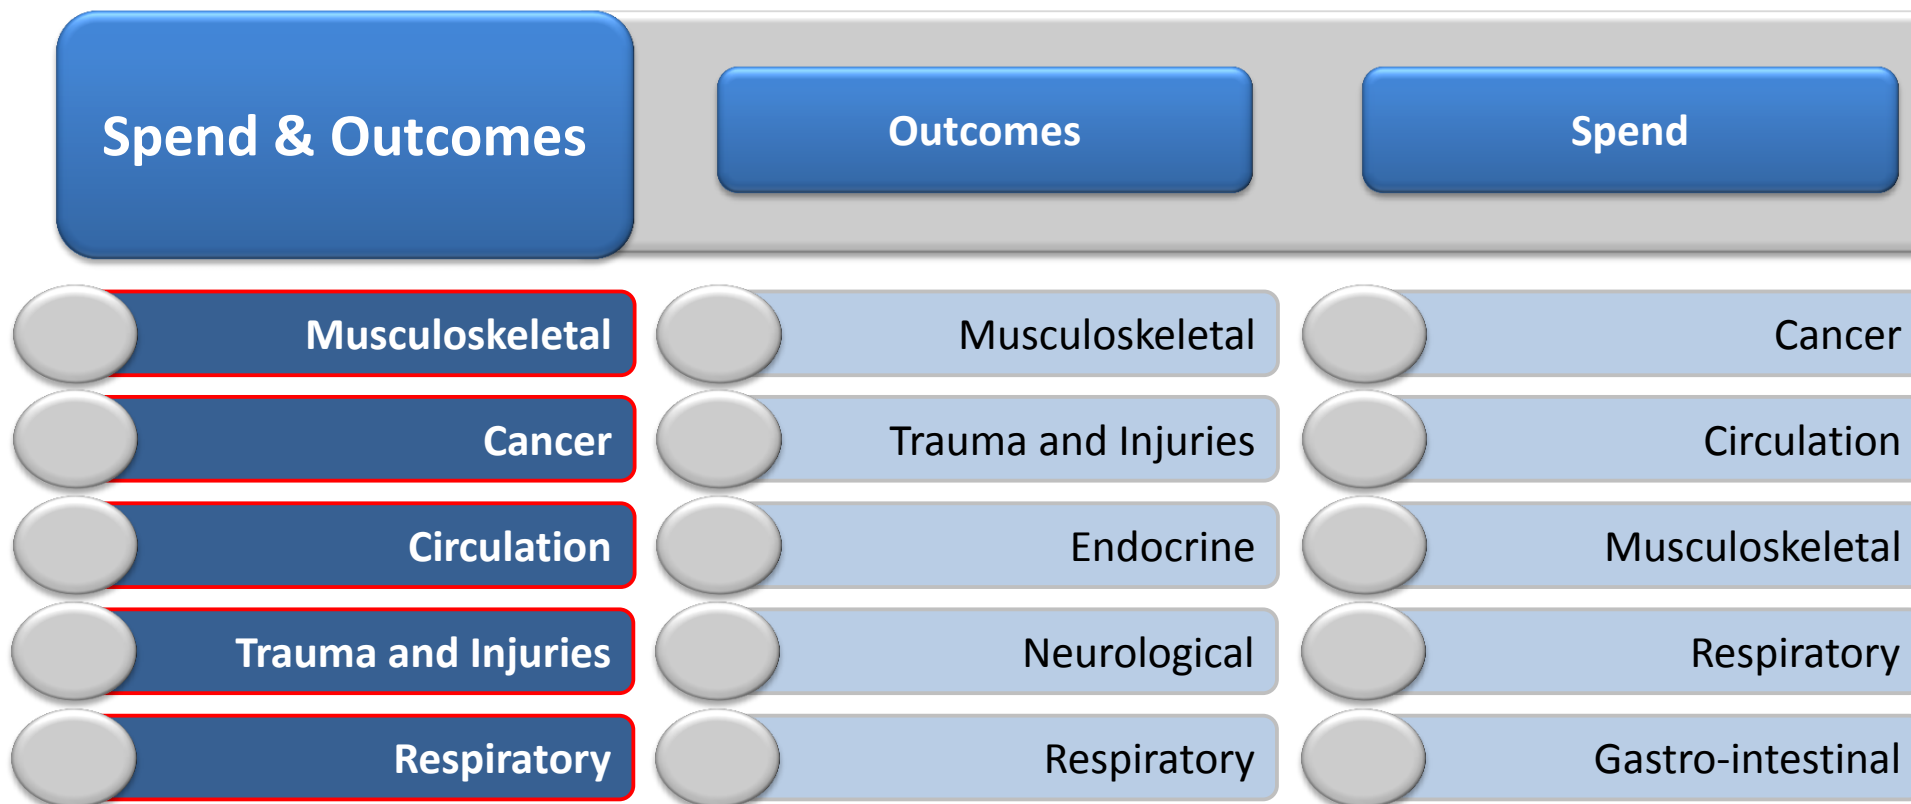 Spend & Outcomes
Outcomes
Spend
Musculoskeletal
Musculoskeletal
Cancer
Cancer
Trauma and Injuries
Circulation
Circulation
Endocrine
Musculoskeletal
Trauma and Injuries
Neurological
Respiratory
Respiratory
Respiratory
Gastro-intestinal